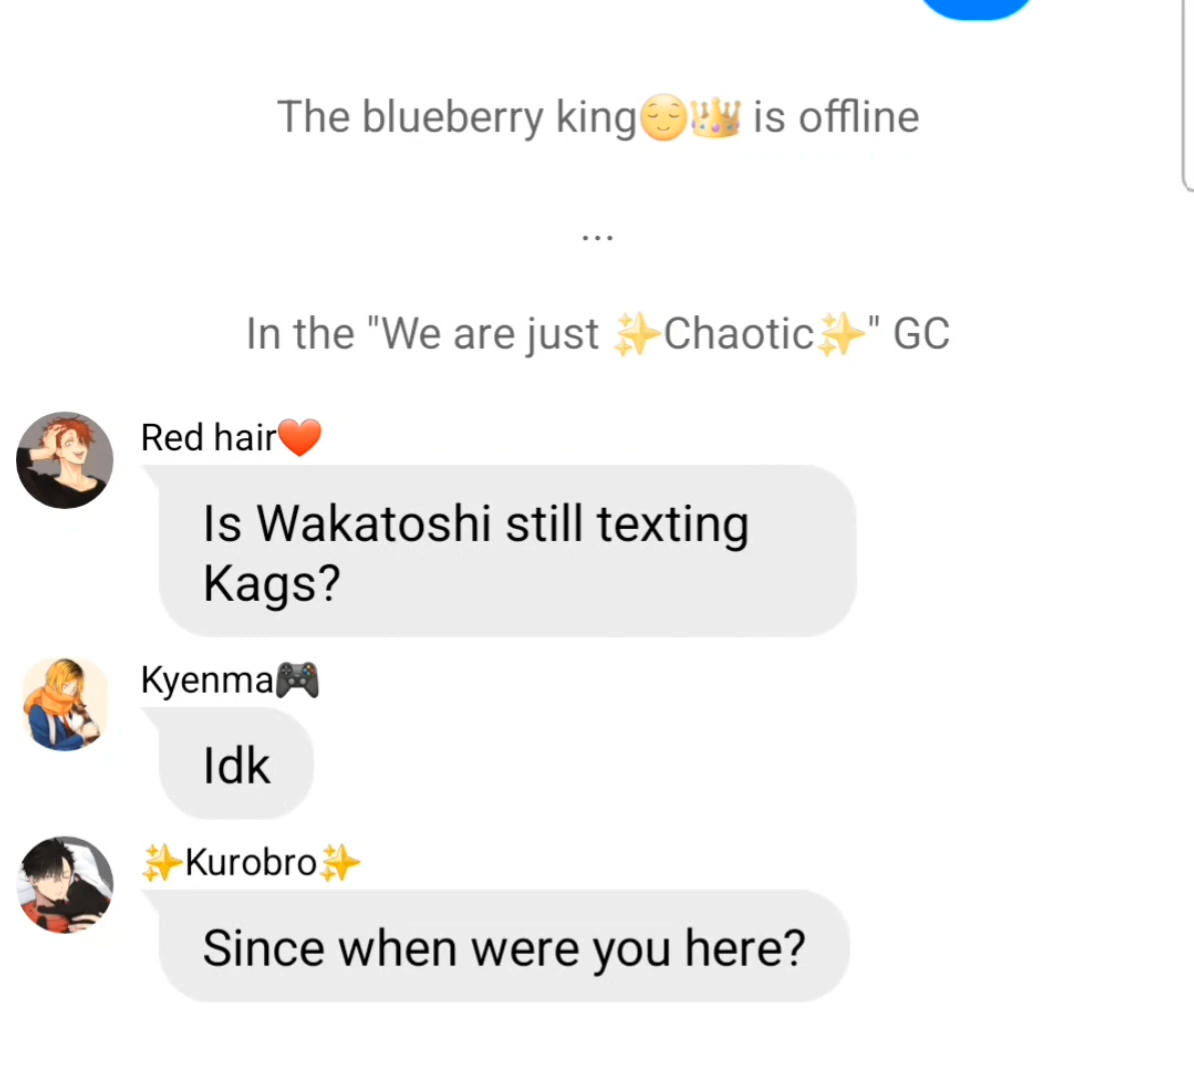 The blueberry king😌👑 is offline
...
In the "We are just ✨Chaotic✨" GC
Red hair❤️
Is Wakatoshi still texting
Kags?
Kyenma🎮
Idk
✨Kurobro✨
Since when were you here?